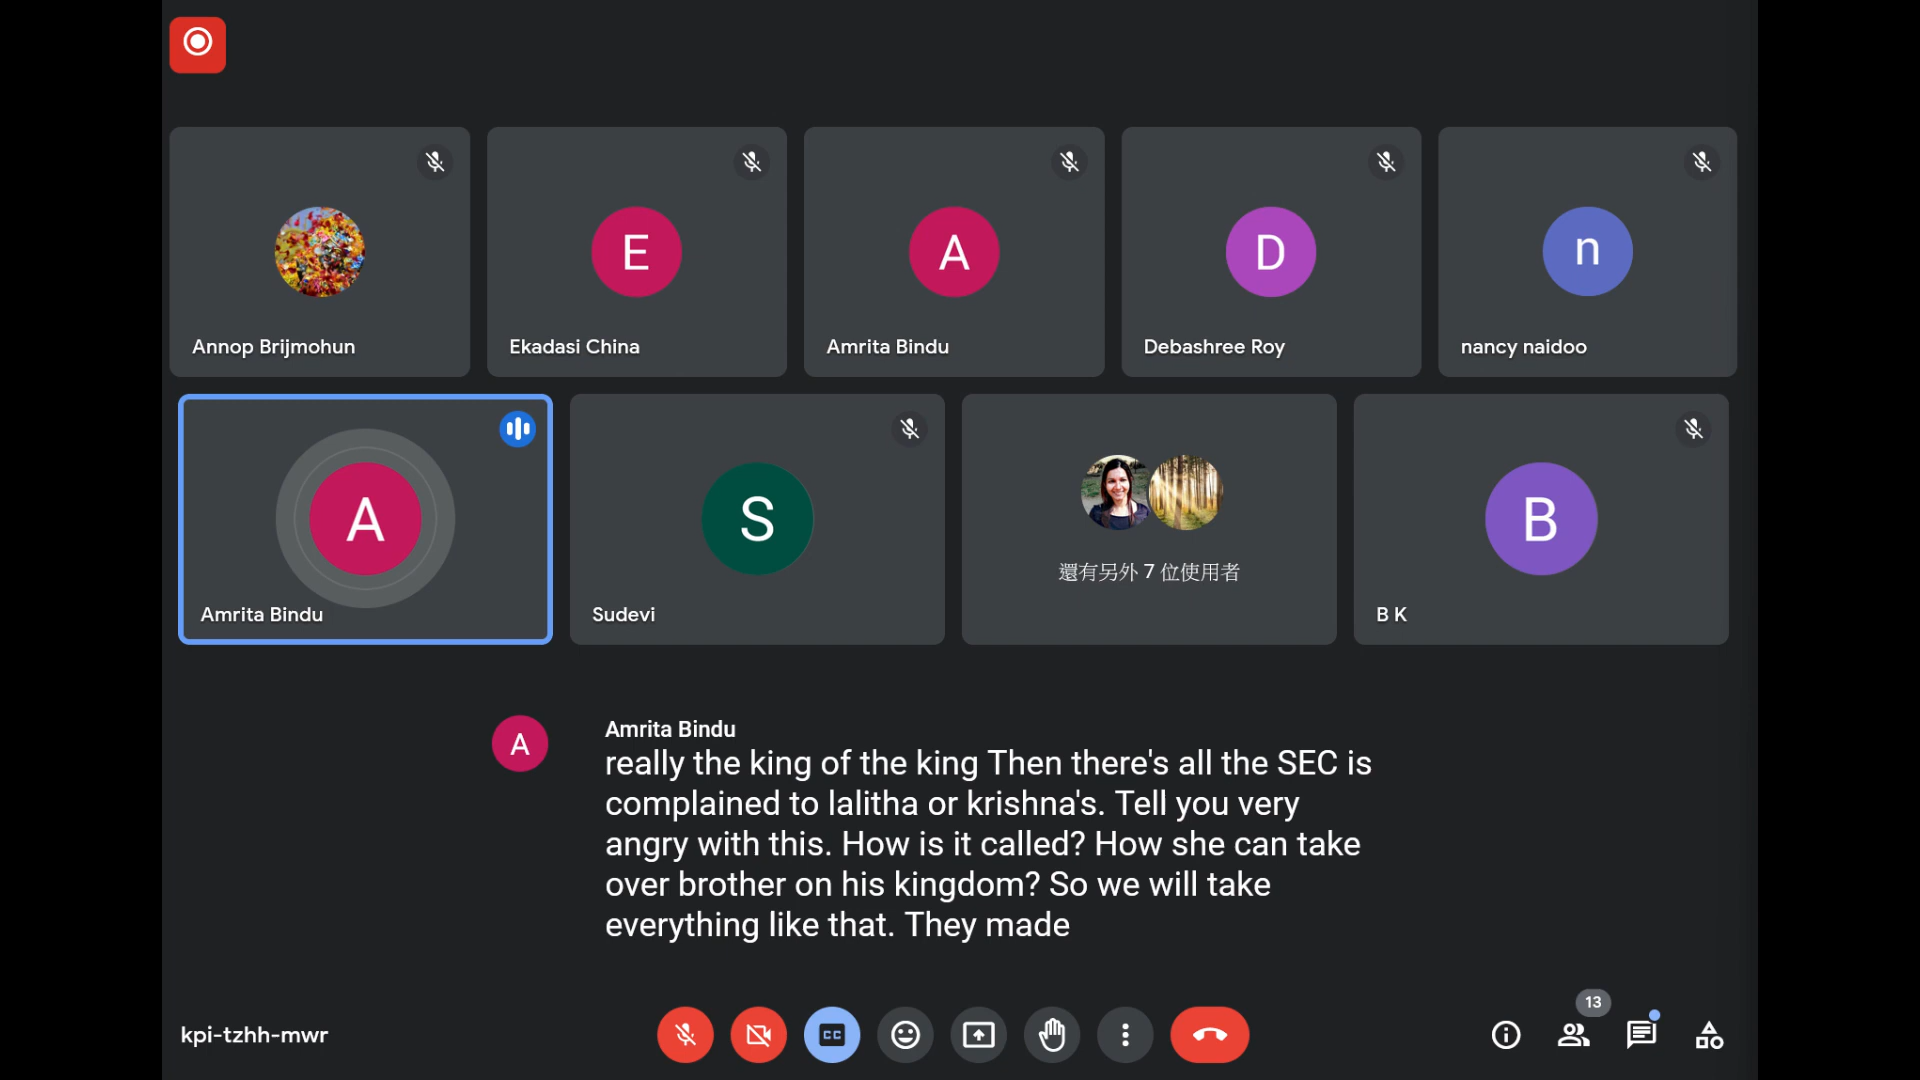 E
A
D
n
Annop Brijmohun
Ekadasi China
Amrita Bindu
Debashree Roy
nancy naidoo
A
S
B
還有另外 7 位使用者
Amrita Bindu
Sudevi
B K
A
Amrita Bindu
really the king of the king Then there's all the SEC is
complained to lalitha or krishna's. Tell you very
angry with this. How is it called? How she can take
over brother on his kingdom? So we will take
everything like that. They made
13
kpi-tzhh-mwr
CC